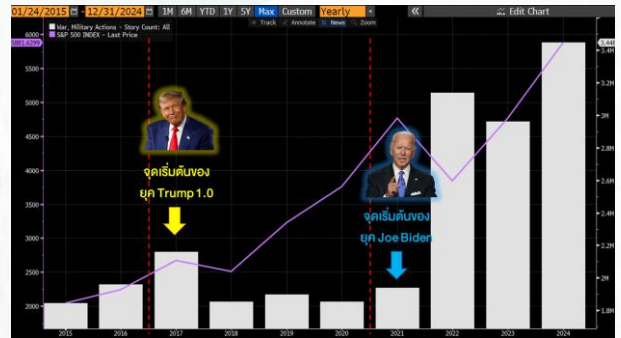 01/24/2015 - 12/31/2024 1M 6M YTD 1Y 5Y Max Custom Yearly « Edit Chart
+ Track Annotate News Zoom
War, Military Actions - Story Count: All
S&P 500 INDEX - Last Price
6000
5881.6299
5500
5000
4500
4000
3500
3000
2500
2000
3.4M
3.2M
3M
2.8M
2.6M
2.4M
2.2M
2M
1.8M
จุดเริ่มต้นของ
ยุค Trump 1.0
จุดเริ่มต้นของ
ยุค Joe Biden
2015 2016 2017 2018 2019 2020 2021 2022 2023 2024